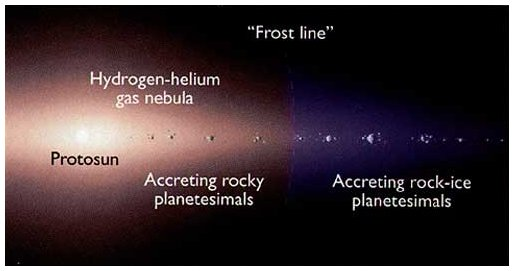 “Frost line”
Hydrogen-helium
gas nebula
Protosun
Accreting rocky
planetesimals
Accreting rock-ice
planetesimals